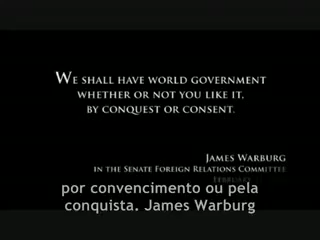 WE SHALL HAVE WORLD GOVERNMENT
WHETHER OR NOT YOU LIKE IT,
BY CONQUEST OR CONSENT.
JAMES WARBURG
IN THE SENATE FOREIGN RELATIONS COMMITTEE
por convencimento ou pela
conquista. James Warburg